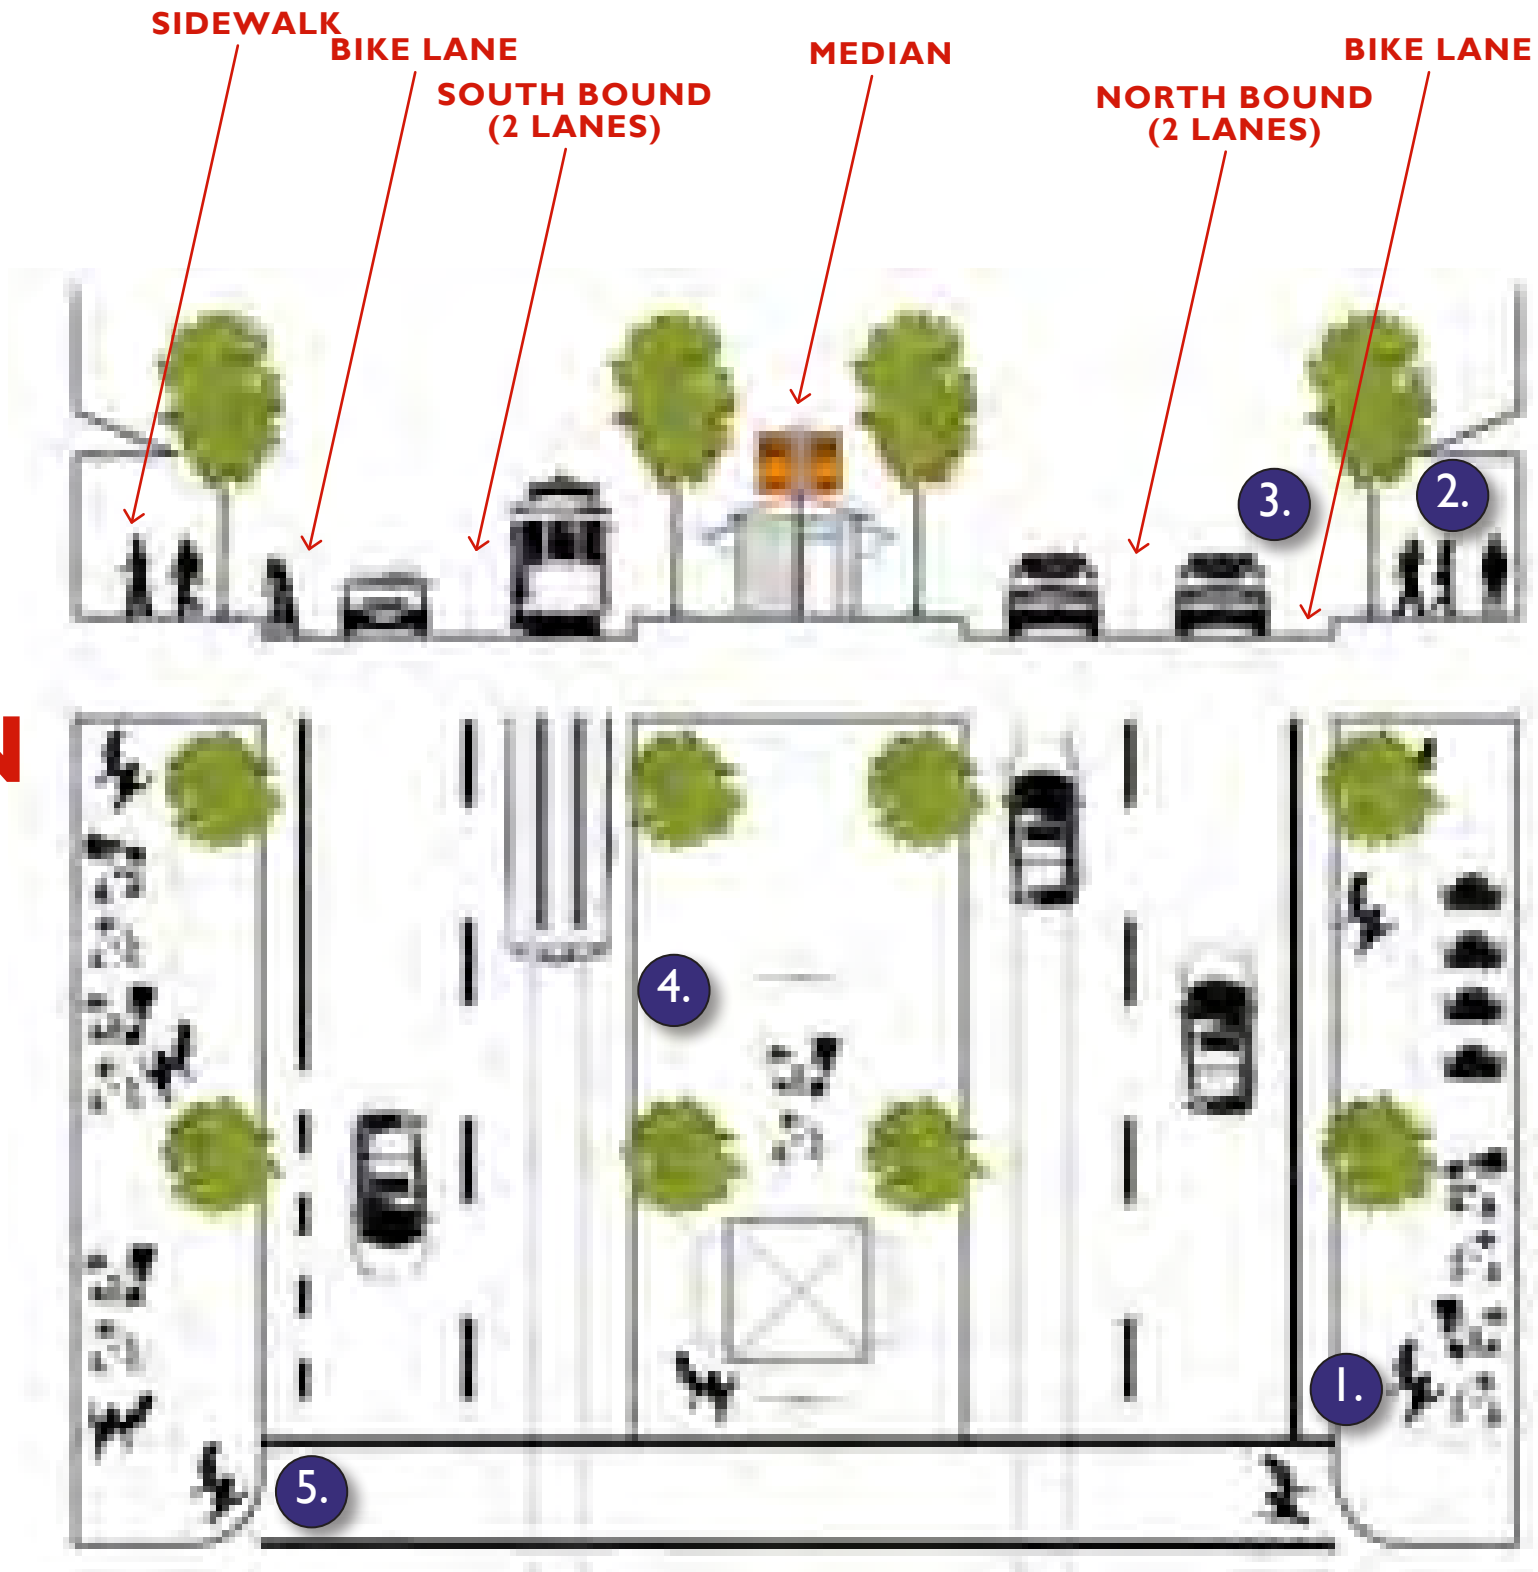 SIDEWALK
BIKE LANE
SOUTH BOUND
(2 LANES)
MEDIAN
NORTH BOUND
(2 LANES)
BIKE LANE
3.
2.
N
4.
1.
5.